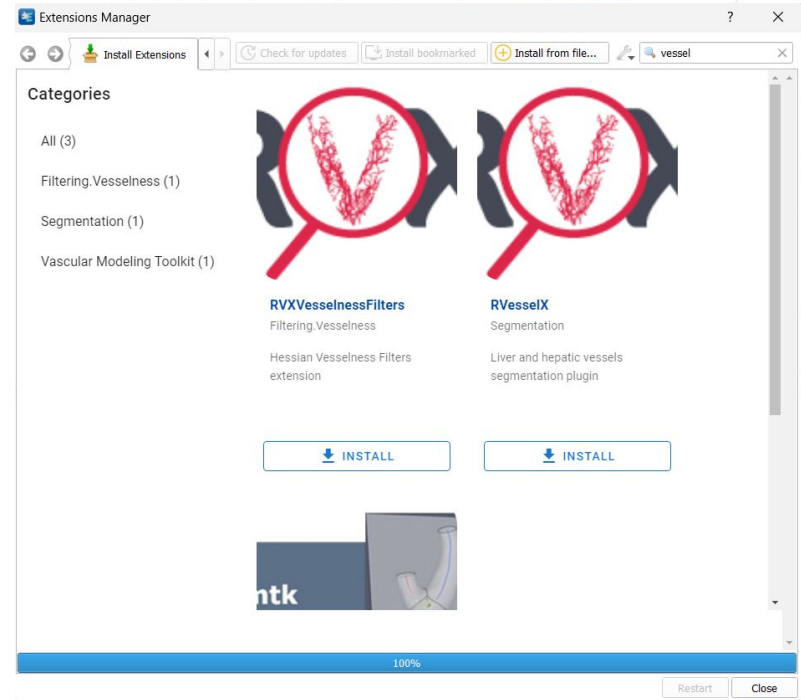 Extensions Manager
?
Install Extensions
Check for updates
Install bookmarked
Install from file...
vessel
Categories
All (3)
Filtering.Vesselness (1)
Segmentation (1)
Vascular Modeling Toolkit (1)
R V X
R V X
RVXVesselnessFilters
Filtering.Vesselness
Hessian Vesselness Filters
extension
INSTALL
RVesselX
Segmentation
Liver and hepatic vessels
segmentation plugin
INSTALL
mtk
100%
Restart
Close